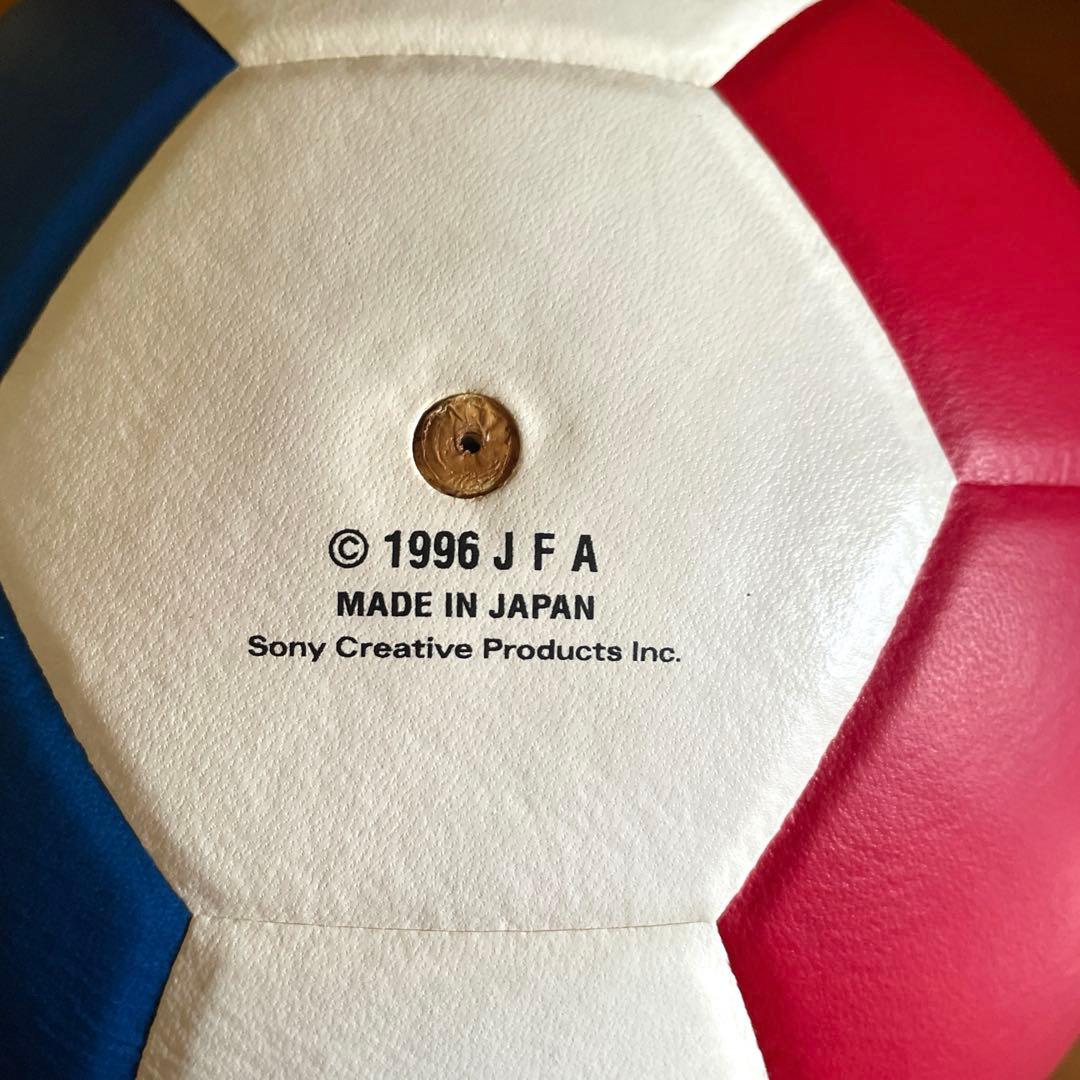 © 1996 J F A
MADE IN JAPAN
Sony Creative Products Inc.